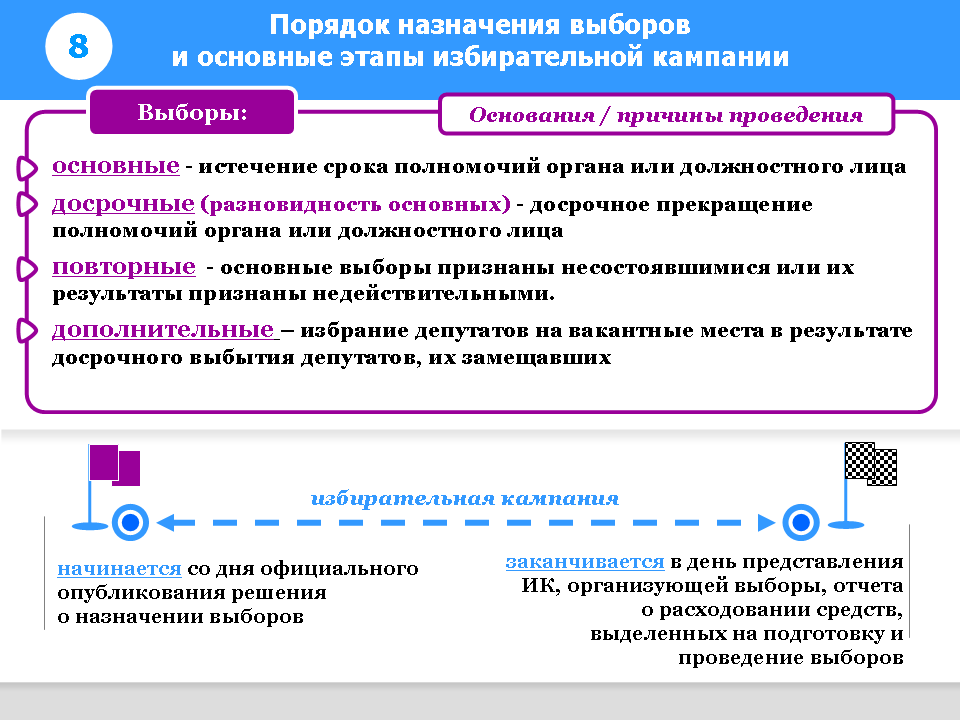 8
Порядок назначения выборов
и основные этапы избирательной кампании
Выборы:
Основания / причины проведения
основные - истечение срока полномочий органа или должностного лица
досрочные (разновидность основных) - досрочное прекращение
полномочий органа или должностного лица
повторные - основные выборы признаны несостоявшимися или их
результаты признаны недействительными.
дополнительные – избрание депутатов на вакантные места в результате
досрочного выбытия депутатов, их замещавших
избирательная кампания
начинается со дня официального
опубликования решения
о назначении выборов
заканчивается в день представления
ИК, организующей выборы, отчета
о расходовании средств,
выделенных на подготовку и
проведение выборов